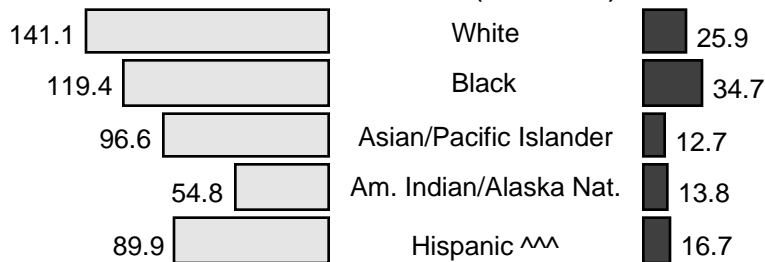 141.1 White 25.9
119.4 Black 34.7
96.6 Asian/Pacific Islander 12.7
54.8 Am. Indian/Alaska Nat. 13.8
89.9 Hispanic ^^^ 16.7